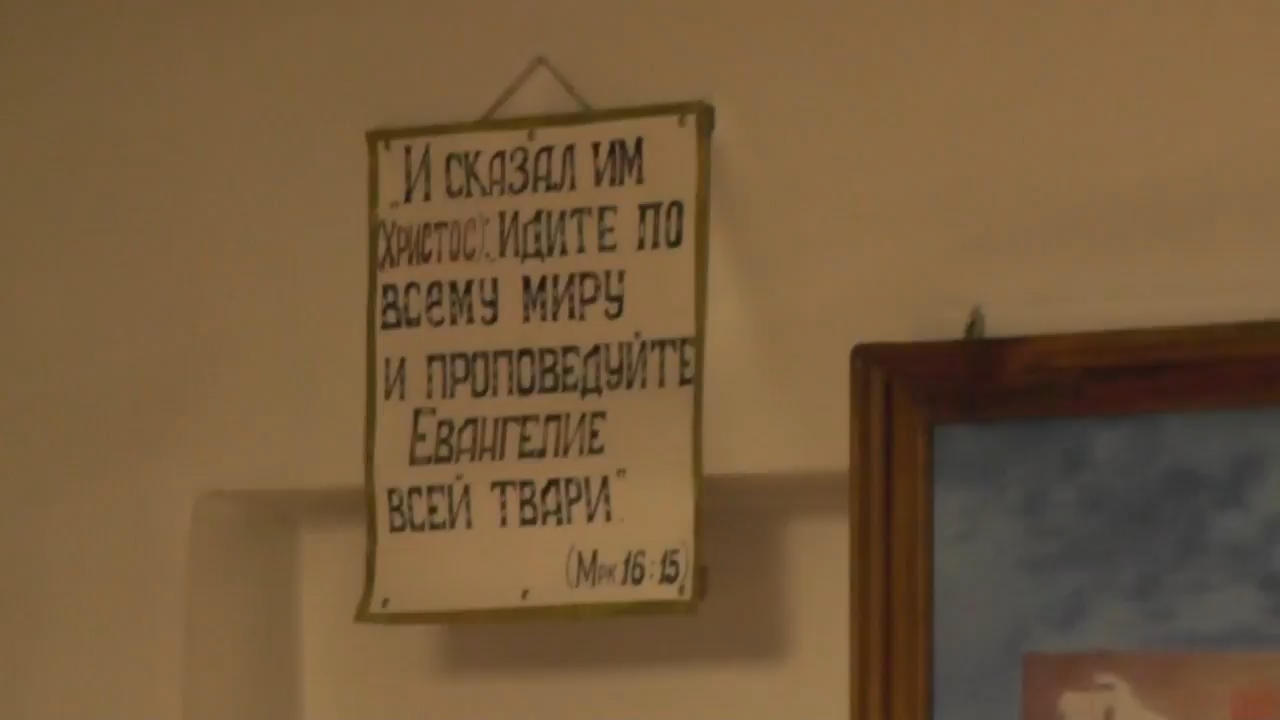 „И СКАЗАЛ ИМ
(ХРИСТОС): ИДИТЕ ПО
ВСЕМУ МИРУ
И ПРОПОВЕДУЙТЕ
ЕВАНГЕЛИЕ
ВСЕЙ ТВАРИ"
(Мрк 16:15)